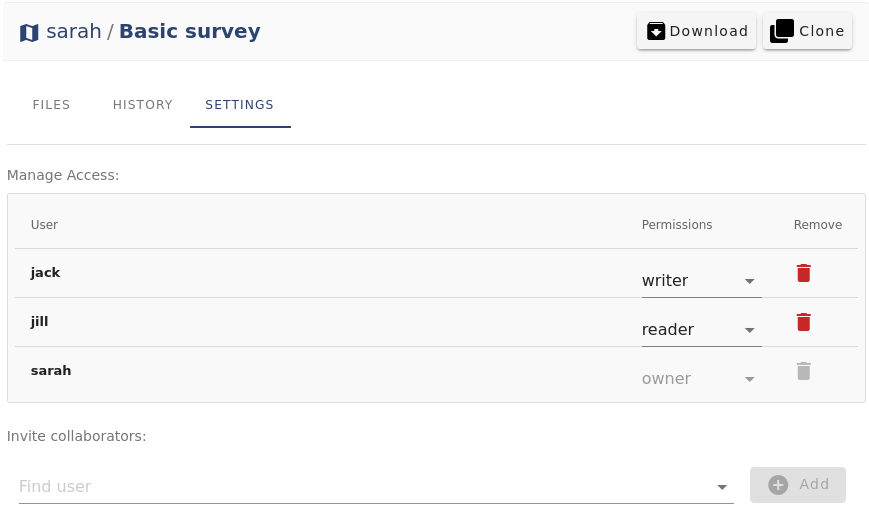 sarah / Basic survey Download Clone
FILES HISTORY SETTINGS
Manage Access:
User Permissions Remove
jack writer
jill reader
sarah owner
Invite collaborators:
Find user Add